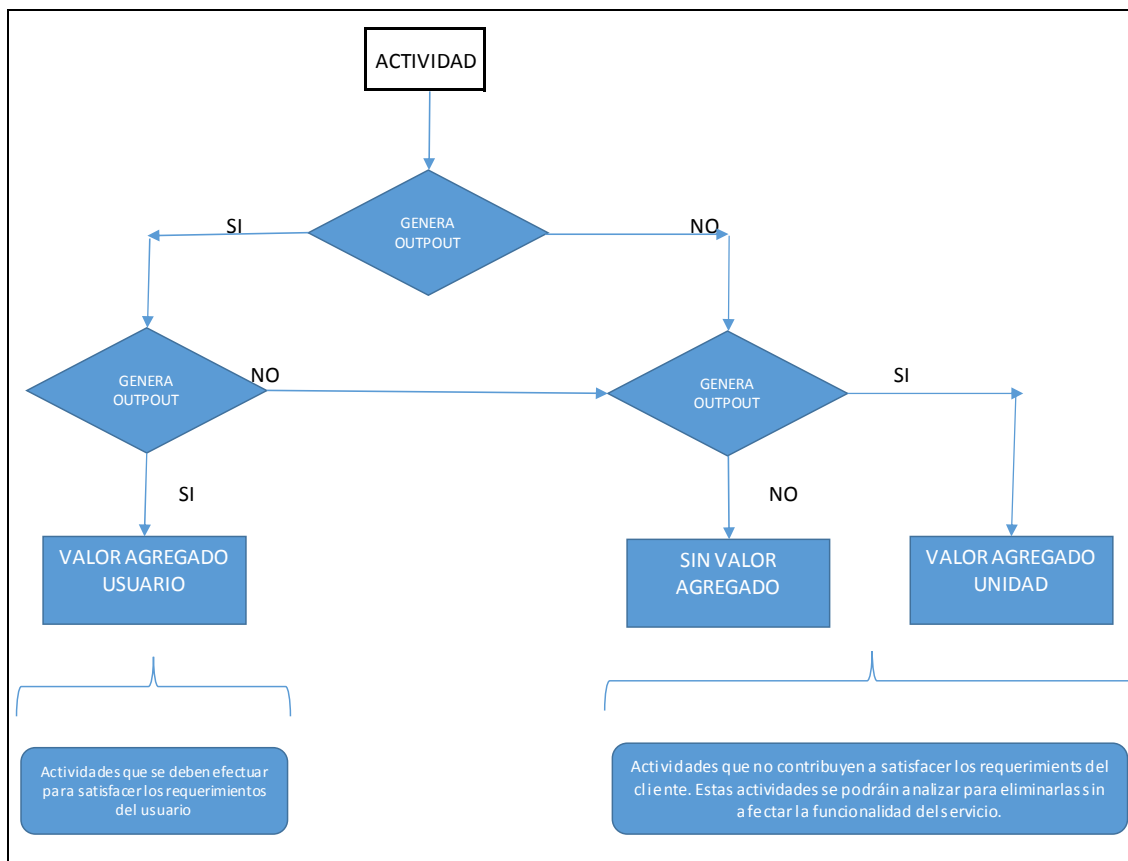 ACTIVIDAD
SI
GENERA
OUTPOUT
NO
GENERA
OUTPOUT
NO
GENERA
OUTPOUT
SI
SI
NO
VALOR AGREGADO
USUARIO
SIN VALOR
AGREGADO
VALOR AGREGADO
UNIDAD
Actividades que se deben efectuar
para satisfacer los requerimientos
del usuario
Actividades que no contribuyen a satisfacer los requerimients del
cliente. Estas actividades se podráin analizar para eliminarlas sin
afectar la funcionalidad del servicio.